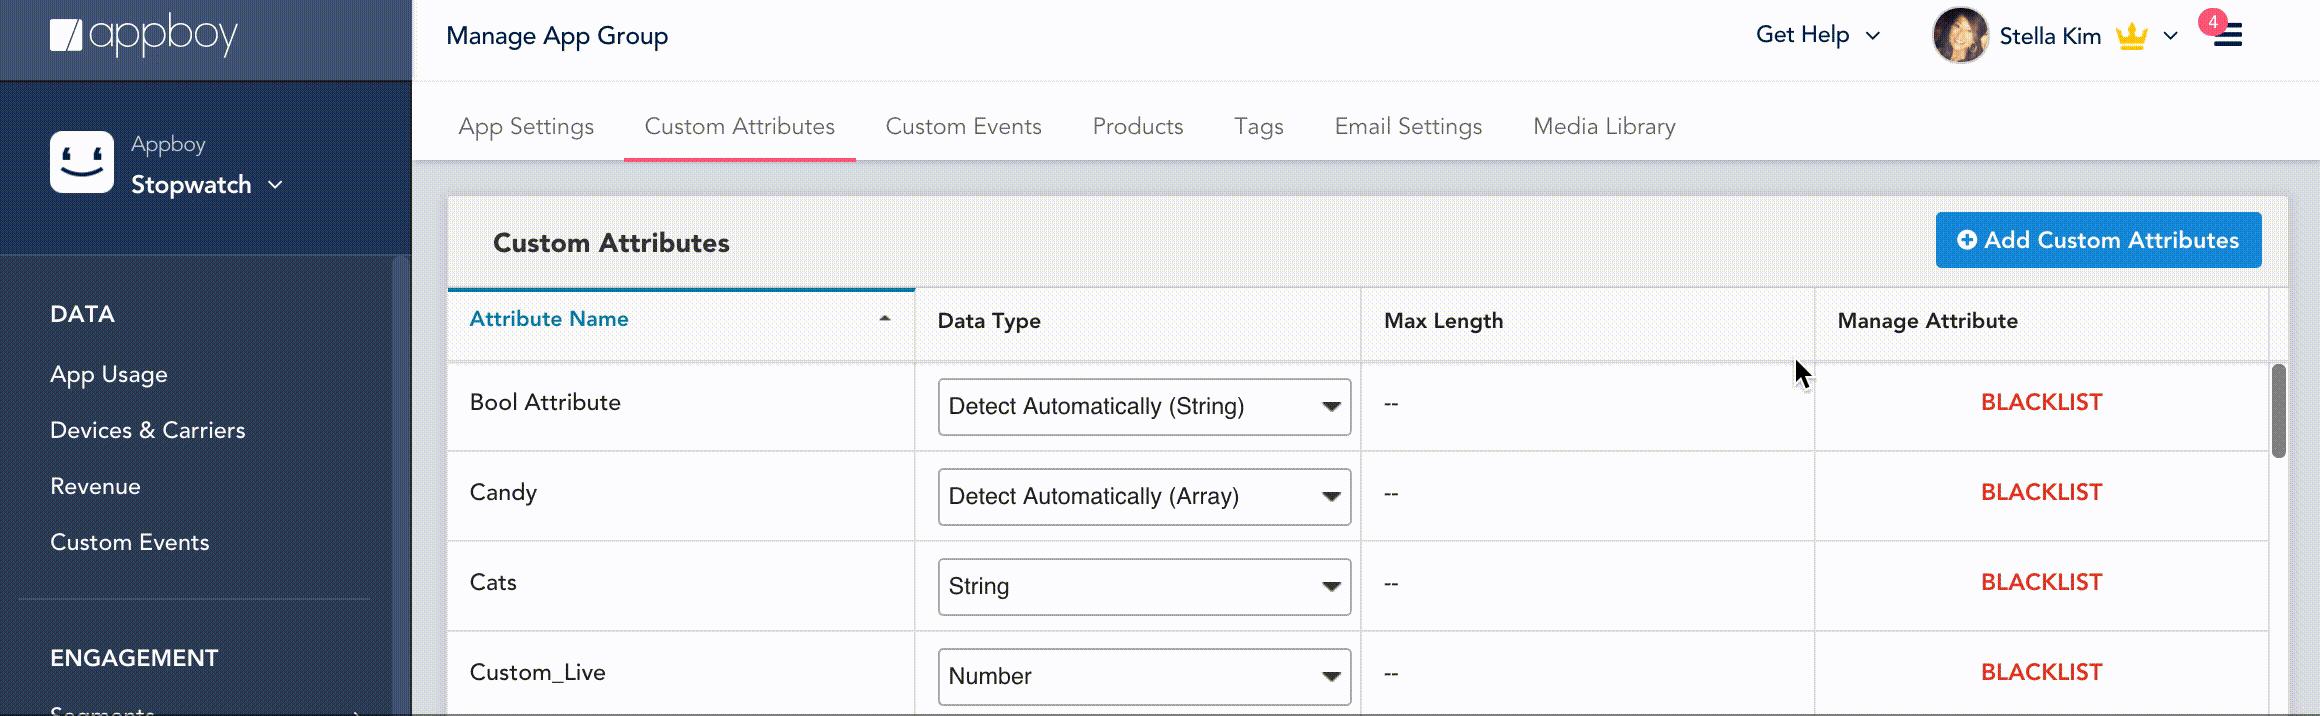 appboy
Manage App Group
Get Help
Stella Kim
4
Appboy
Stopwatch
App Settings
Custom Attributes
Custom Events
Products
Tags
Email Settings
Media Library
DATA
App Usage
Devices & Carriers
Revenue
Custom Events
ENGAGEMENT
Segments
Custom Attributes
Add Custom Attributes
Attribute Name
Data Type
Max Length
Manage Attribute
Bool Attribute
Detect Automatically (String)
--
BLACKLIST
Candy
Detect Automatically (Array)
--
BLACKLIST
Cats
String
--
BLACKLIST
Custom_Live
Number
--
BLACKLIST